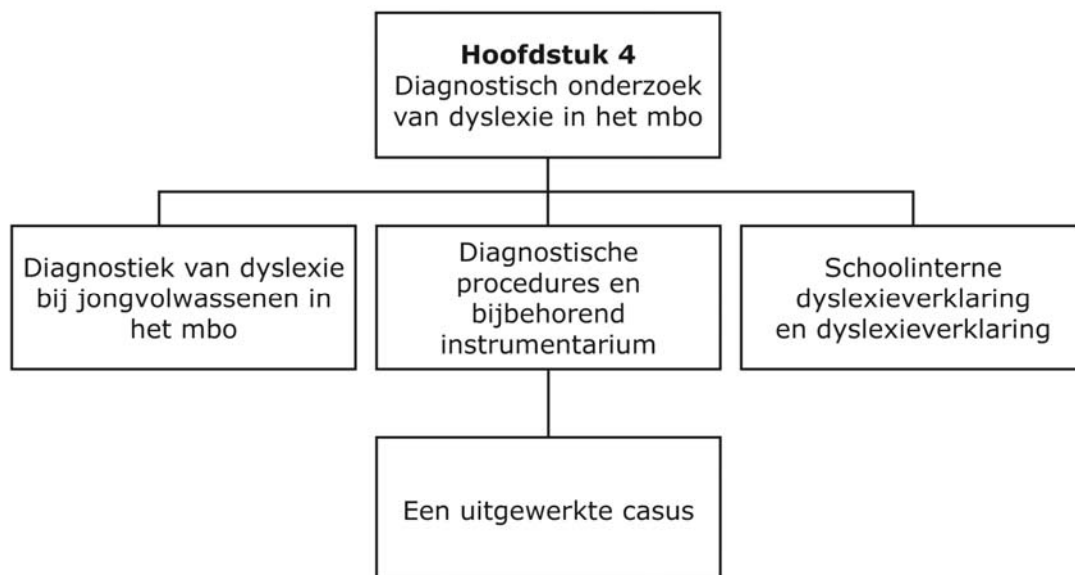 Hoofdstuk 4
Diagnostisch onderzoek
van dyslexie in het mbo
Diagnostiek van dyslexie
bij jongvolwassenen in
het mbo
Diagnostische
procedures en
bijbehorend
instrumentarium
Schoolinterne
dyslexieverklaring
en dyslexieverklaring
Een uitgewerkte casus